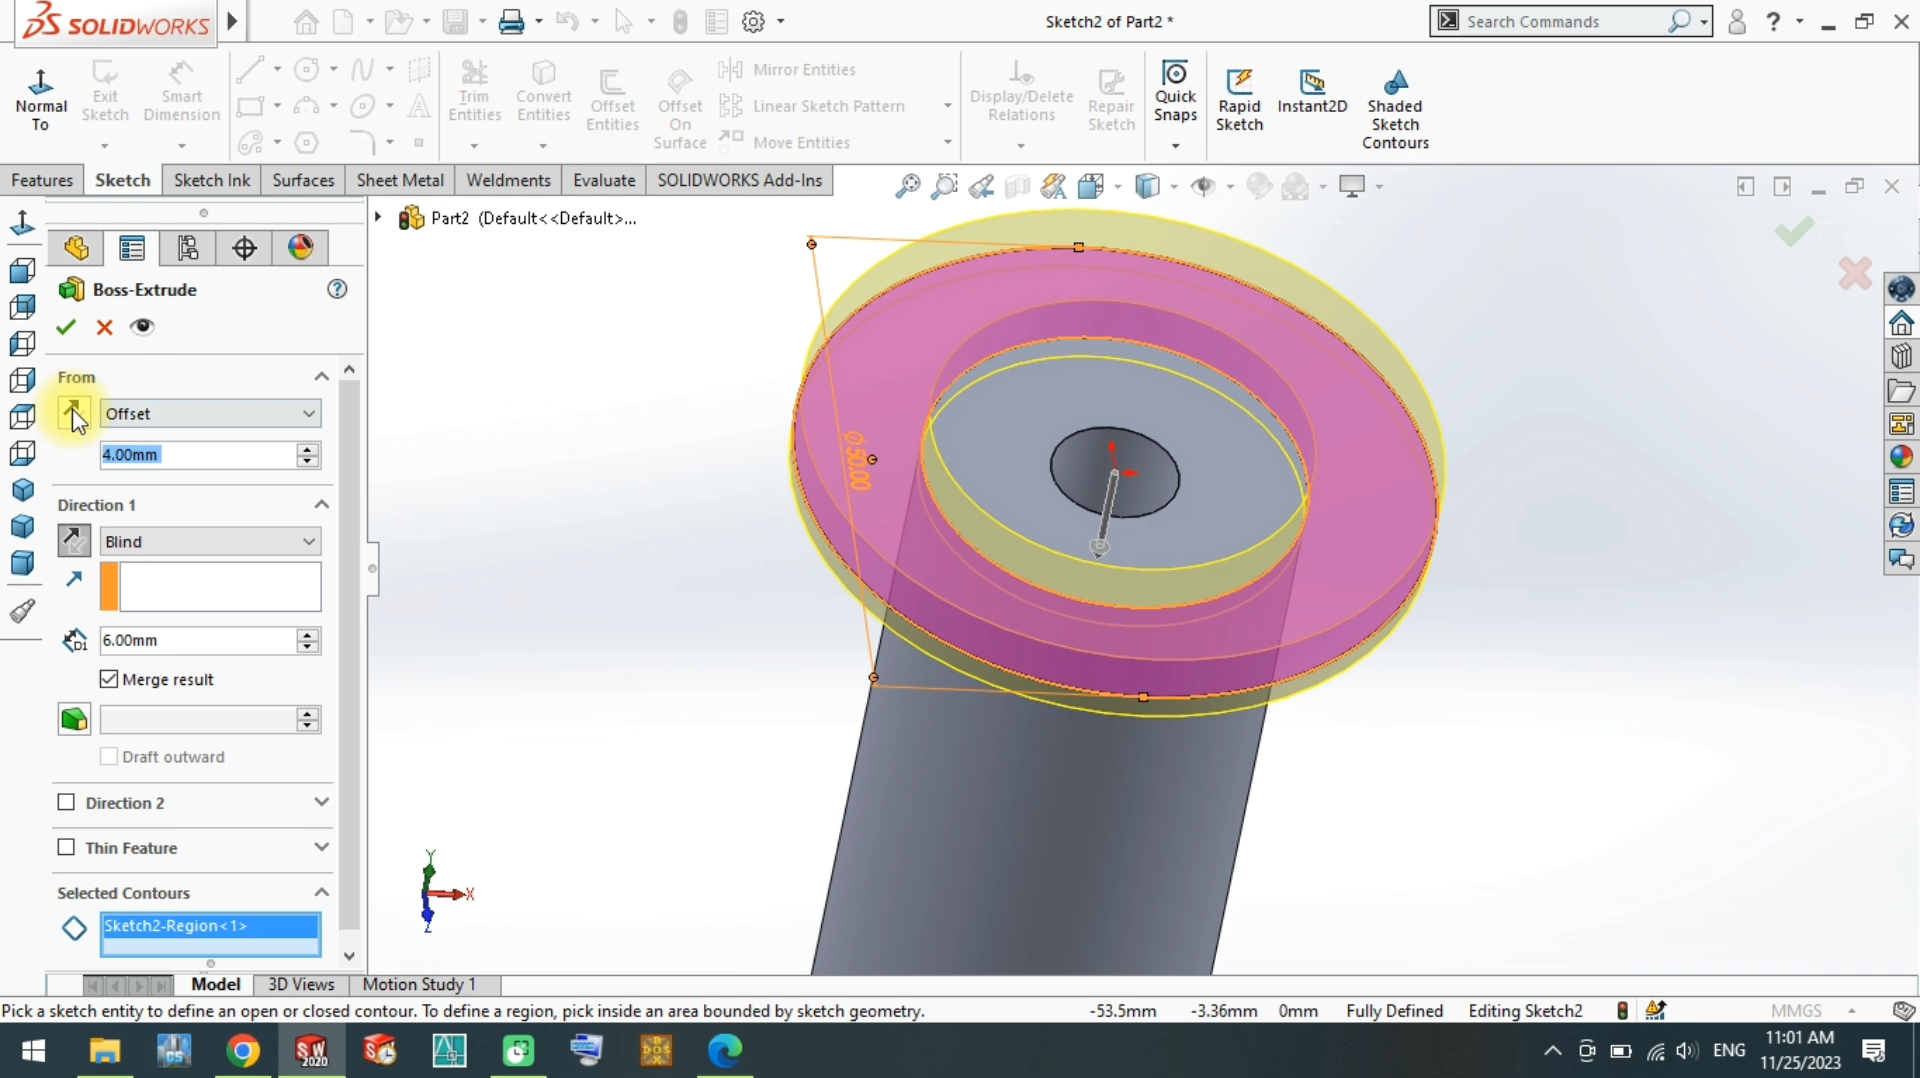 SOLIDWORKS
Sketch2 of Part2 *
Search Commands
Normal To
Exit Sketch
Smart Dimension
Trim Entities
Convert Entities
Offset Entities
Offset On Surface
Mirror Entities
Linear Sketch Pattern
Move Entities
Display/Delete Relations
Repair Sketch
Quick Snaps
Rapid Sketch
Instant2D
Shaded Sketch Contours
Features
Sketch
Sketch Ink
Surfaces
Sheet Metal
Weldments
Evaluate
SOLIDWORKS Add-Ins
Part2 (Default<<Default>...
Boss-Extrude
From
Offset
4.00mm
Direction 1
Blind
D1
6.00mm
Merge result
Draft outward
Direction 2
Thin Feature
Selected Contours
Sketch2-Region<1>
Ø50.00
Y
X
Z
Model
3D Views
Motion Study 1
Pick a sketch entity to define an open or closed contour. To define a region, pick inside an area bounded by sketch geometry.
-53.5mm
-3.36mm
0mm
Fully Defined
Editing Sketch2
MMGS
SW
2020
DOS
ENG
11:01 AM
11/25/2023